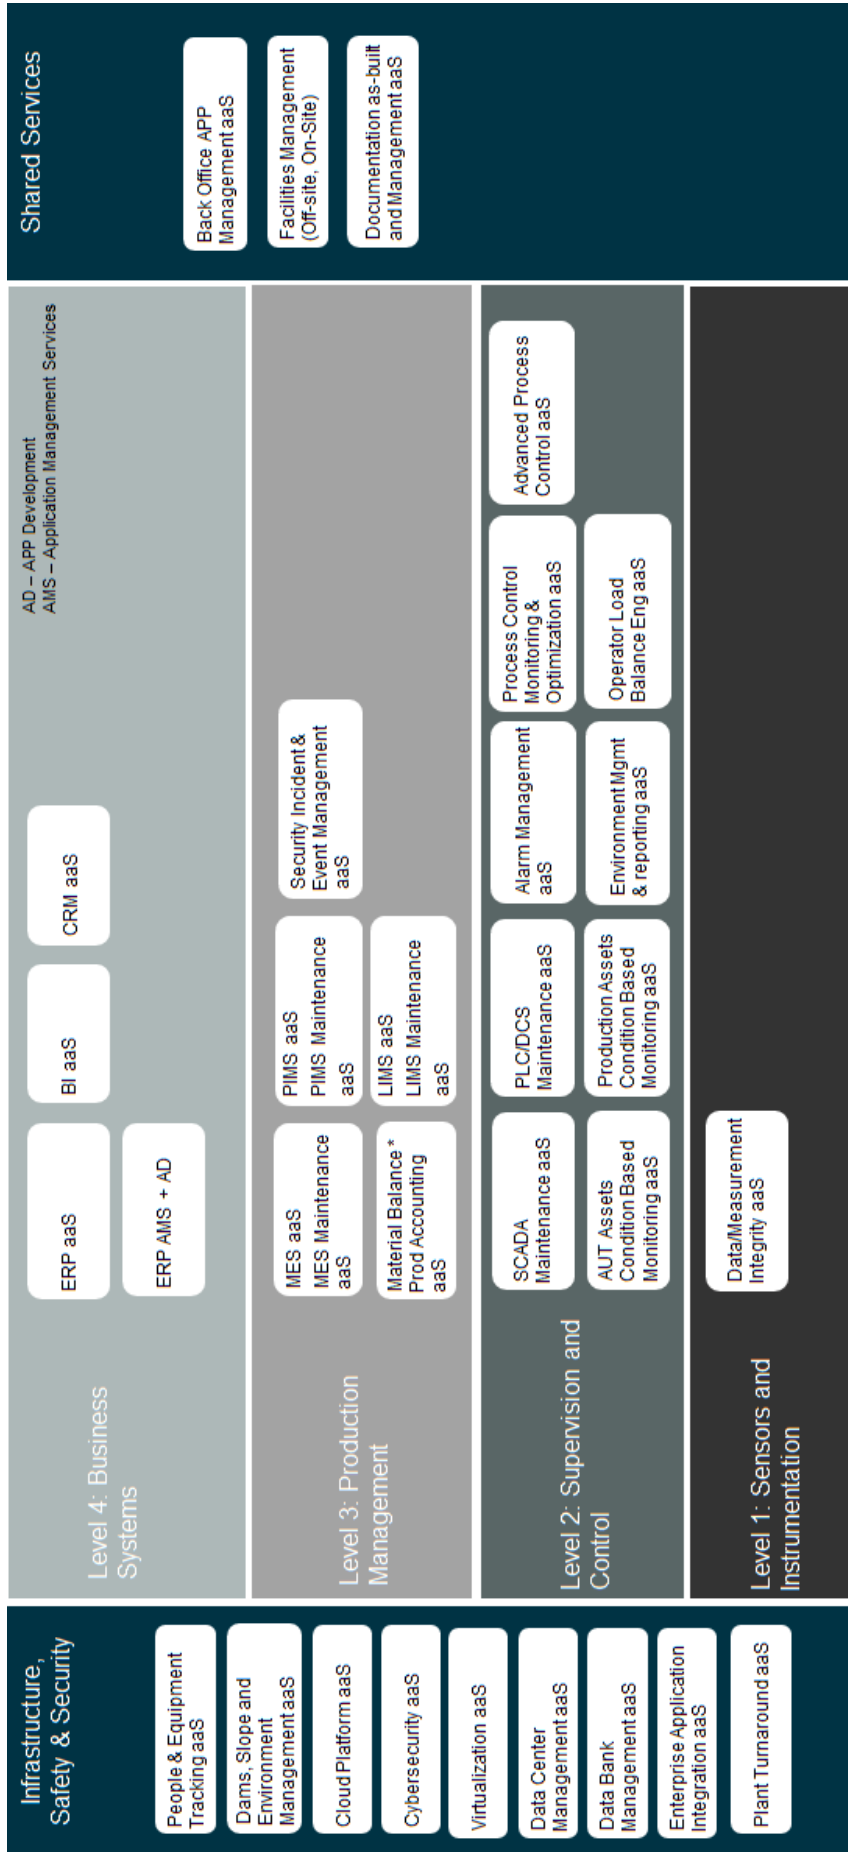 Infrastructure,
Safety & Security
People & Equipment
Tracking aaS
Dams, Slope and
Environment
Management aaS
Cloud Platform aaS
Cybersecurity aaS
Virtualization aaS
Data Center
Management aaS
Data Bank
Management aaS
Enterprise Application
Integration aaS
Plant Turnaround aaS
Level 4: Business
Systems
ERP aaS
BI aaS
CRM aaS
ERP AMS + AD
AD – APP Development
AMS – Application Management Services
Level 3: Production
Management
MES aaS
MES Maintenance
aaS
PIMS aaS
PIMS Maintenance
aaS
Security Incident &
Event Management
aaS
Material Balance *
Prod Accounting
aaS
LIMS aaS
LIMS Maintenance
aaS
Level 2: Supervision and
Control
SCADA
Maintenance aaS
PLC/DCS
Maintenance aaS
Alarm Management
aaS
Process Control
Monitoring &
Optimization aaS
Advanced Process
Control aaS
AUT Assets
Condition Based
Monitoring aaS
Production Assets
Condition Based
Monitoring aaS
Environment Mgmt
& reporting aaS
Operator Load
Balance Eng aaS
Level 1: Sensors and
Instrumentation
Data/Measurement
Integrity aaS
Shared Services
Back Office APP
Management aaS
Facilities Management
(Off-site, On-Site)
Documentation as-built
and Management aaS